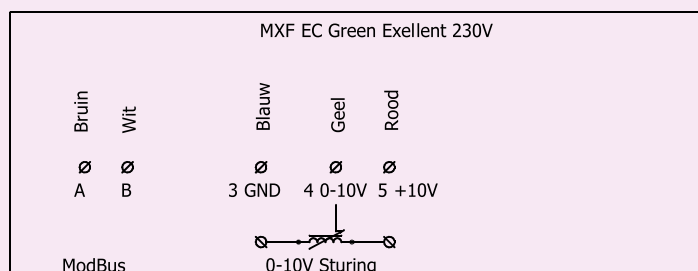 MXF EC Green Exellent 230V
Bruin Wit Blauw Geel Rood
A B 3 GND 4 0-10V 5 +10V
ModBus 0-10V Sturing